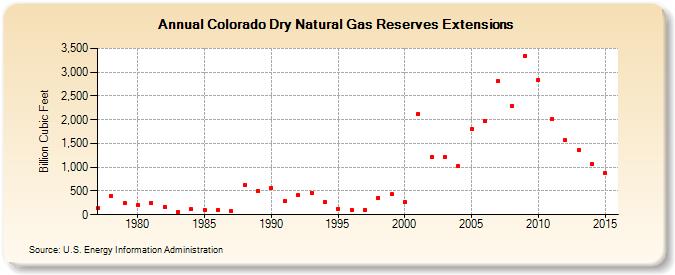 Annual Colorado Dry Natural Gas Reserves Extensions
Billion Cubic Feet
3,500
3,000
2,500
2,000
1,500
1,000
500
0
1980 1985 1990 1995 2000 2005 2010 2015
Source: U.S. Energy Information Administration